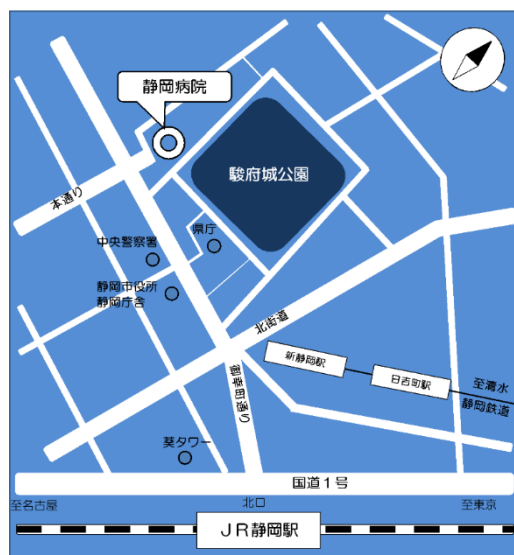 静岡病院
駿府城公園
本通り
県庁
中央警察署
静岡市役所
静岡庁舎
北街道
新静岡駅
日吉町駅
至清水
静岡鉄道
御幸町通り
葵タワー
国道１号
至名古屋
北口
至東京
ＪＲ静岡駅